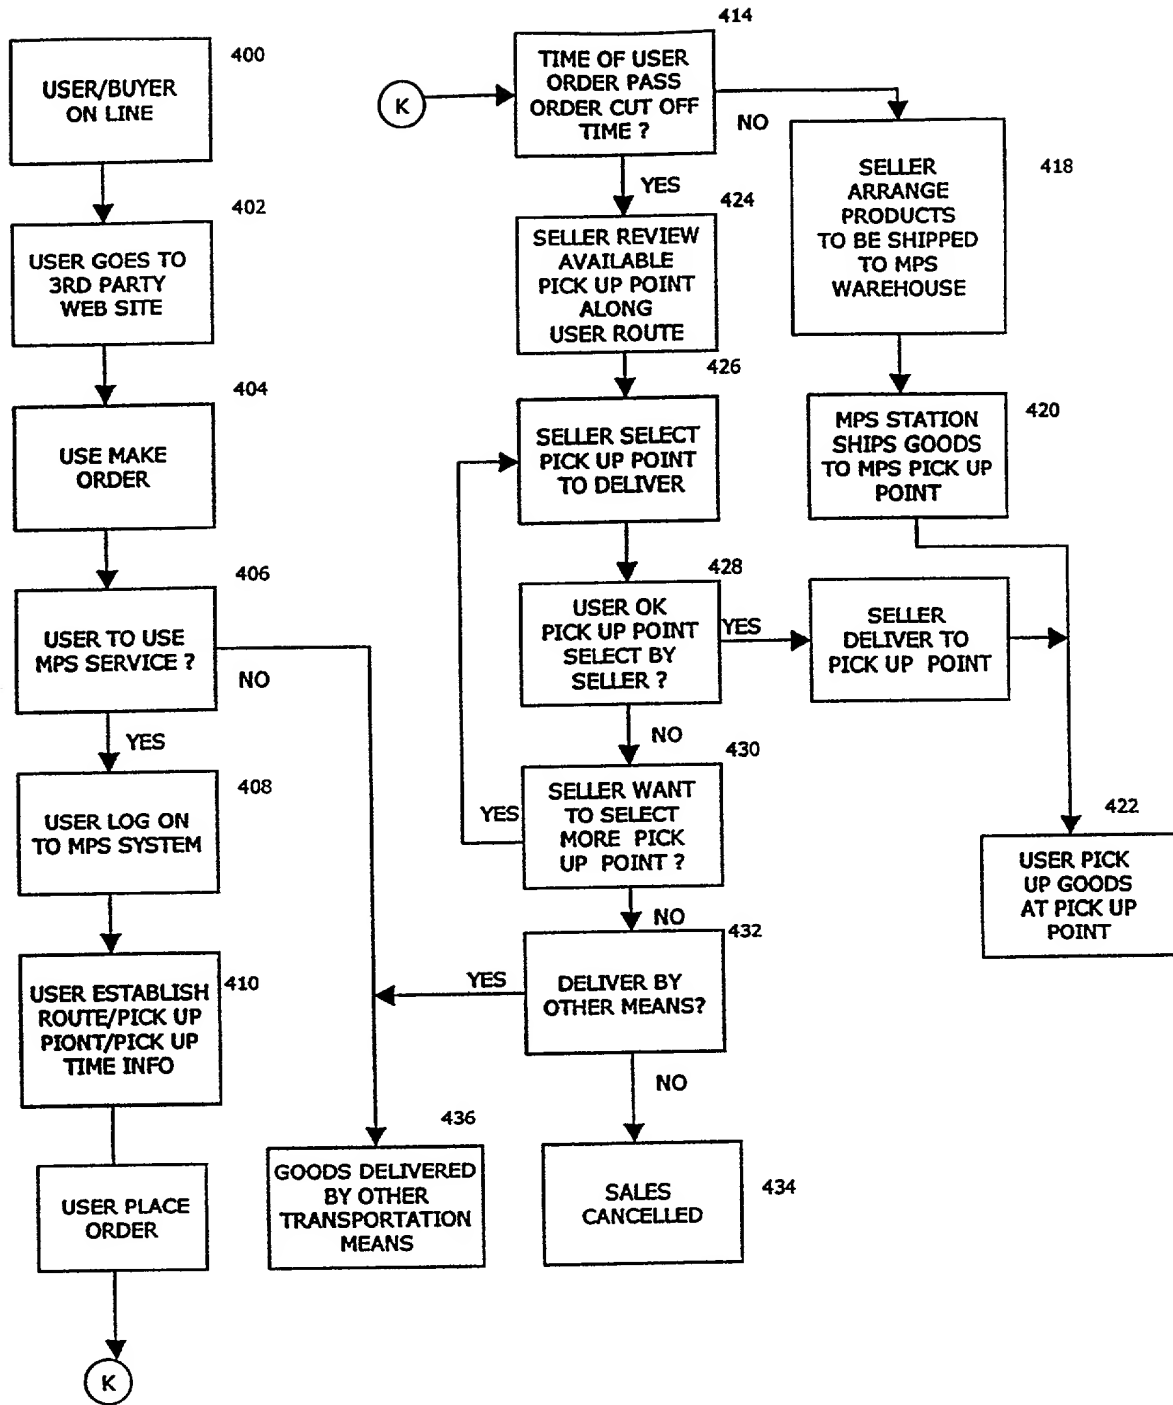 400
USER/BUYER
ON LINE
402
USER GOES TO
3RD PARTY
WEB SITE
404
USE MAKE
ORDER
406
USER TO USE
MPS SERVICE ?
NO
YES
408
USER LOG ON
TO MPS SYSTEM
410
USER ESTABLISH
ROUTE/PICK UP
PIONT/PICK UP
TIME INFO
USER PLACE
ORDER
K
K
414
TIME OF USER
ORDER PASS
ORDER CUT OFF
TIME ?
NO
YES
418
SELLER
ARRANGE
PRODUCTS
TO BE SHIPPED
TO MPS
WAREHOUSE
420
MPS STATION
SHIPS GOODS
TO MPS PICK UP
POINT
424
SELLER REVIEW
AVAILABLE
PICK UP POINT
ALONG
USER ROUTE
426
SELLER SELECT
PICK UP POINT
TO DELIVER
428
USER OK
PICK UP POINT
SELECT BY
SELLER ?
YES
SELLER
DELIVER TO
PICK UP POINT
NO
422
USER PICK
UP GOODS
AT PICK UP
POINT
430
SELLER WANT
TO SELECT
MORE PICK
UP POINT ?
YES
NO
432
DELIVER BY
OTHER MEANS?
YES
NO
436
GOODS DELIVERED
BY OTHER
TRANSPORTATION
MEANS
434
SALES
CANCELLED